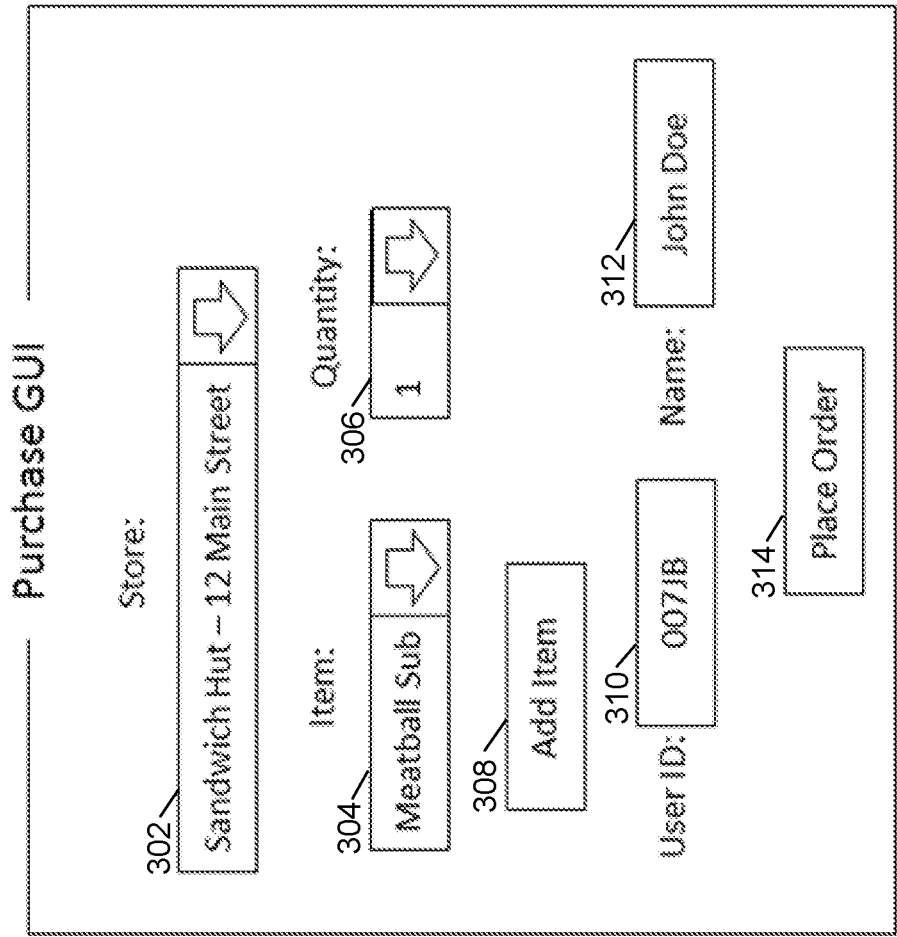 Purchase GUI
Store:
302
Sandwich Hut – 12 Main Street
Item:
Quantity:
304
306
Meatball Sub
1
308
Add Item
310
312
User ID:
007JB
Name:
John Doe
314
Place Order